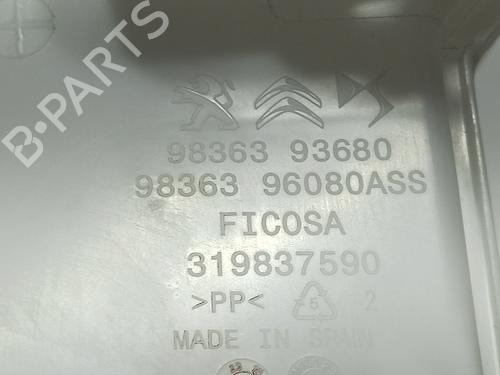 98363 93680
98363 96080ASS
FICOSA
319837590
>PP< 5 2
MADE IN SPAIN
B-PARTS